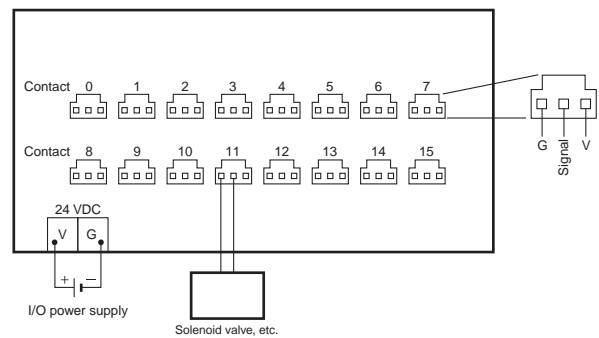 Contact 0 1 2 3 4 5 6 7
G Signal V
Contact 8 9 10 11 12 13 14 15
24 VDC
V G
+ −
I/O power supply
Solenoid valve, etc.